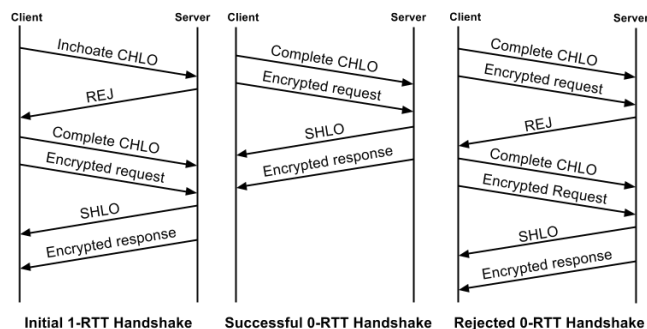 Client Server
Inchoate CHLO
REJ
Complete CHLO
Encrypted request
SHLO
Encrypted response
Initial 1-RTT Handshake
Client Server
Complete CHLO
Encrypted request
SHLO
Encrypted response
Successful 0-RTT Handshake
Client Server
Complete CHLO
Encrypted request
REJ
Complete CHLO
Encrypted Request
SHLO
Encrypted response
Rejected 0-RTT Handshake